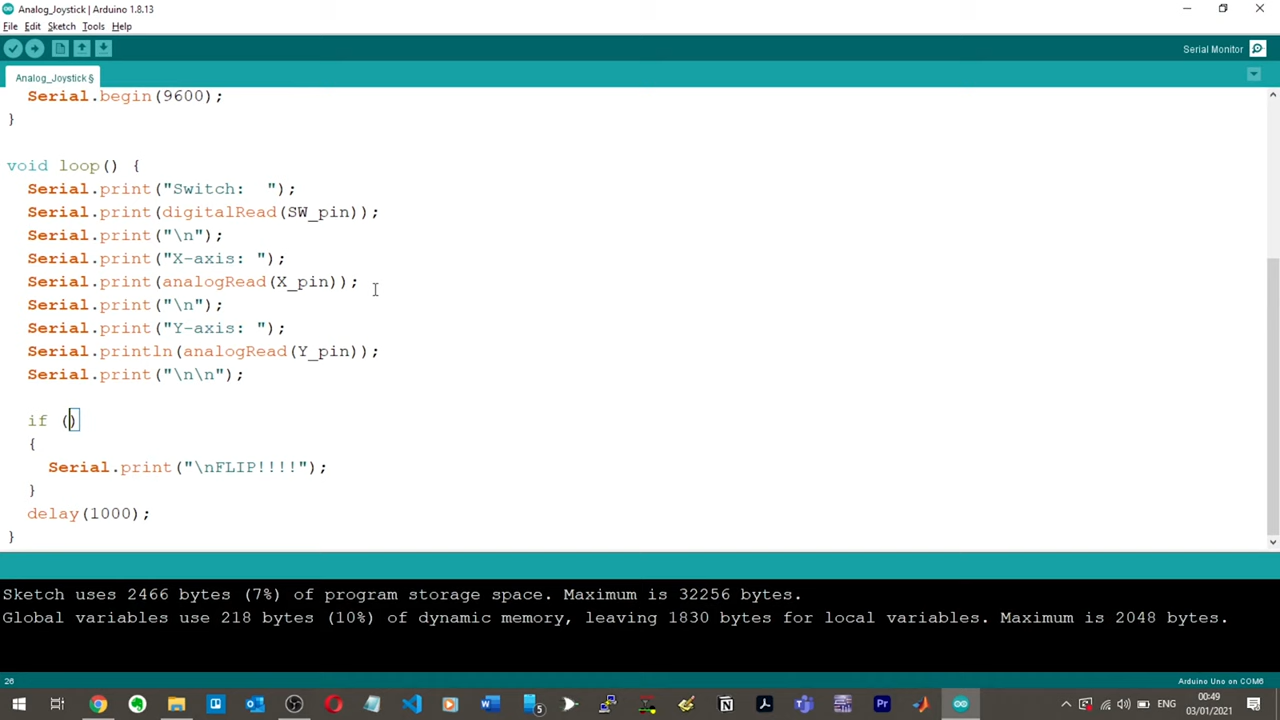 Analog_Joystick | Arduino 1.8.13
File Edit Sketch Tools Help
Serial Monitor
Analog_Joystick §
Serial.begin(9600);
}
void loop() {
Serial.print("Switch:  ");
Serial.print(digitalRead(SW_pin));
Serial.print("\n");
Serial.print("X-axis: ");
Serial.print(analogRead(X_pin));
Serial.print("\n");
Serial.print("Y-axis: ");
Serial.println(analogRead(Y_pin));
Serial.print("\n\n");
if ()
{
Serial.print("\nFLIP!!!!");
}
delay(1000);
}
Sketch uses 2466 bytes (7%) of program storage space. Maximum is 32256 bytes.
Global variables use 218 bytes (10%) of dynamic memory, leaving 1830 bytes for local variables. Maximum is 2048 bytes.
26
Arduino Uno on COM6
5
ENG
00:49
03/01/2021